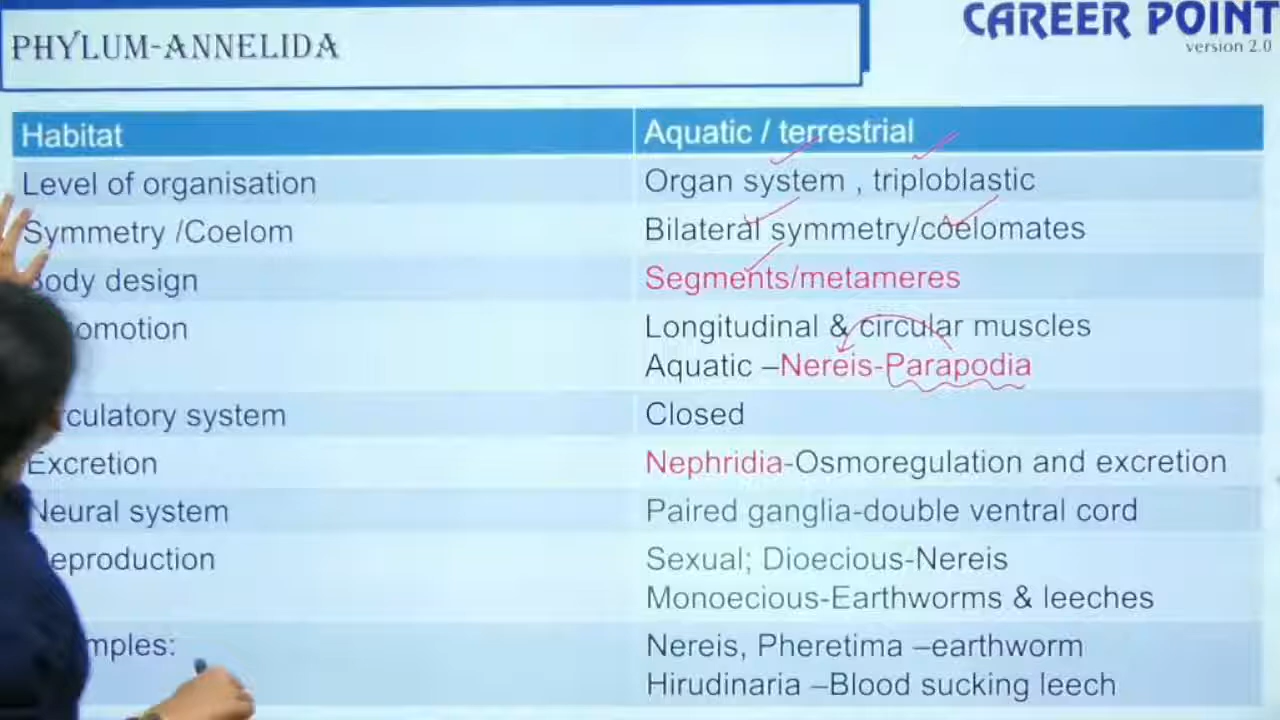 PHYLUM-ANNELIDA
CAREER POINT
version 2.0
Habitat Aquatic / terrestrial
Level of organisation Organ system , triploblastic
Symmetry /Coelom Bilateral symmetry/coelomates
Body design Segments/metameres
omotion Longitudinal & circular muscles
Aquatic –Nereis-Parapodia
rculatory system Closed
Excretion Nephridia-Osmoregulation and excretion
Neural system Paired ganglia-double ventral cord
eproduction Sexual; Dioecious-Nereis
Monoecious-Earthworms & leeches
mples: Nereis, Pheretima –earthworm
Hirudinaria –Blood sucking leech